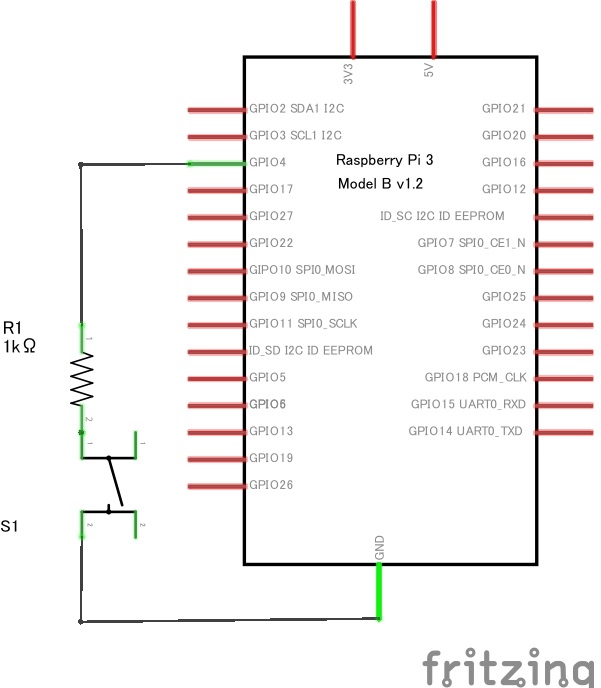 3V3
5V
GPIO2 SDA1 I2C
GPIO21
GPIO3 SCL1 I2C
GPIO20
GPIO4
Raspberry Pi 3
GPIO16
GPIO17
Model B v1.2
GPIO12
GPIO27
ID_SC I2C ID EEPROM
GPIO22
GPIO7 SPI0_CE1_N
GIPO10 SPI0_MOSI
GPIO8 SPI0_CE0_N
GPIO9 SPI0_MISO
GPIO25
R1
GPIO11 SPI0_SCLK
GPIO24
1kΩ
1
ID_SD I2C ID EEPROM
GPIO23
GPIO5
GPIO18 PCM_CLK
GPIO6
GPIO15 UART0_RXD
2
GPIO13
GPIO14 UART0_TXD
1
1
GPIO19
GPIO26
S1
2
2
GND
fritzing